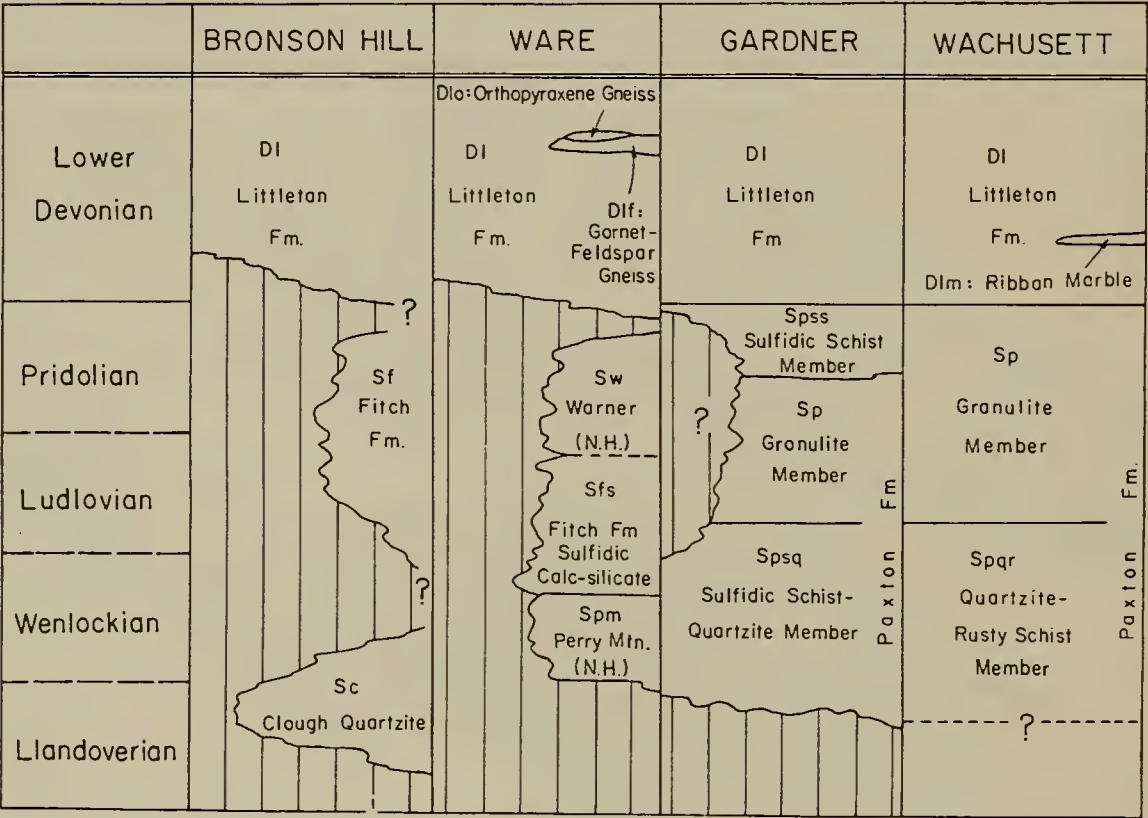 BRONSON HILL
WARE
GARDNER
WACHUSETT
Lower
Devonian
Pridolian
Ludlovian
Wenlockian
Llandoverian
Dl
Littletan
Fm.
?
Sf
Fitch
Fm.
?
Sc
Clough Quartzite
Dlo: Orthopyraxene Gneiss
Dl
Littleton
Fm.
Dlf:
Gornet-
Feldspar
Gneiss
Sw
Warner
(N.H.)
Sfs
Fitch Fm
Sulfidic
Calc-silicate
Spm
Perry Mtn.
(N.H.)
Dl
Littleton
Fm
Spss
Sulfidic Schist
Member
?
Sp
Granulite
Member
Spsq
Sulfidic Schist-
Quartzite Member
Paxton Fm
Dl
Littleton
Fm.
Dlm: Ribban Marble
Sp
Granulite
Member
Spqr
Quartzite-
Rusty Schist
Member
?
Paxton Fm.